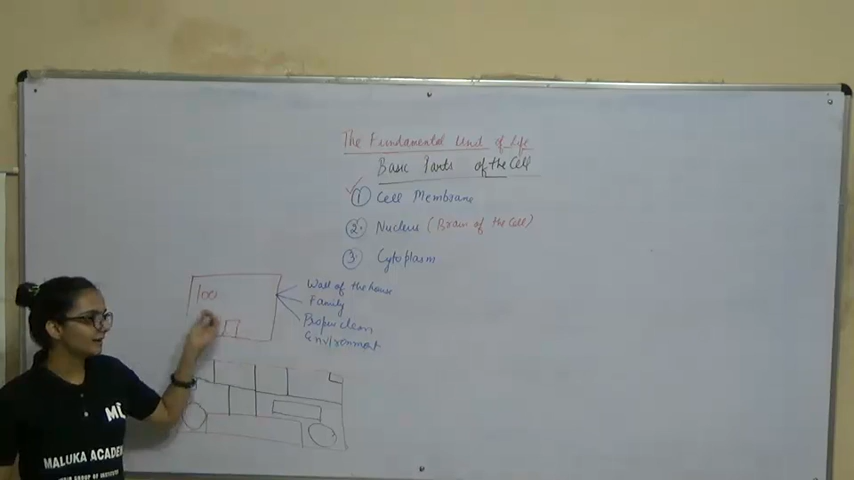 The Fundamental Unit of Life
Basic Parts of the Cell
1 Cell Membrane
2. Nucleus (Brain of the Cell)
3. Cytoplasm
100
Wall of the house
Family
Proper clean
Environment
MALUKA ACADE